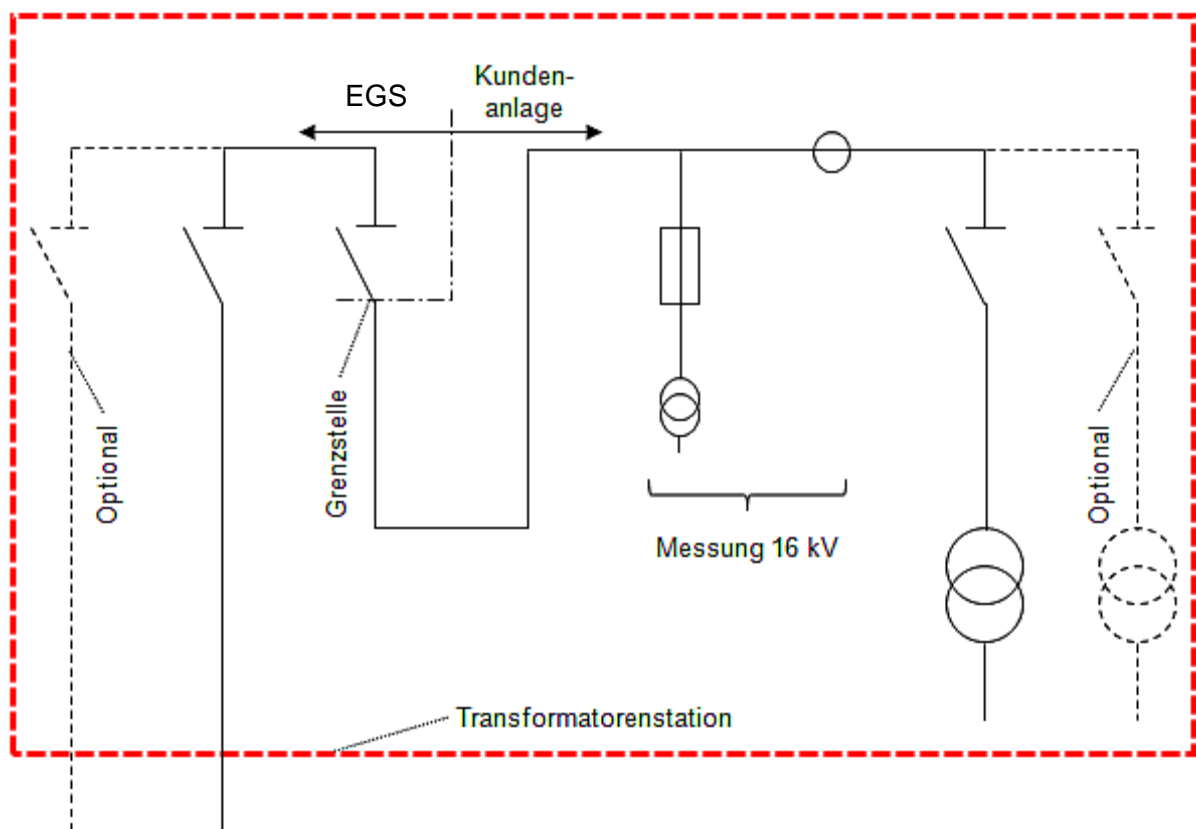 EGS
Kunden-
anlage
Optional
Grenzstelle
Messung 16 kV
Optional
Transformatorenstation